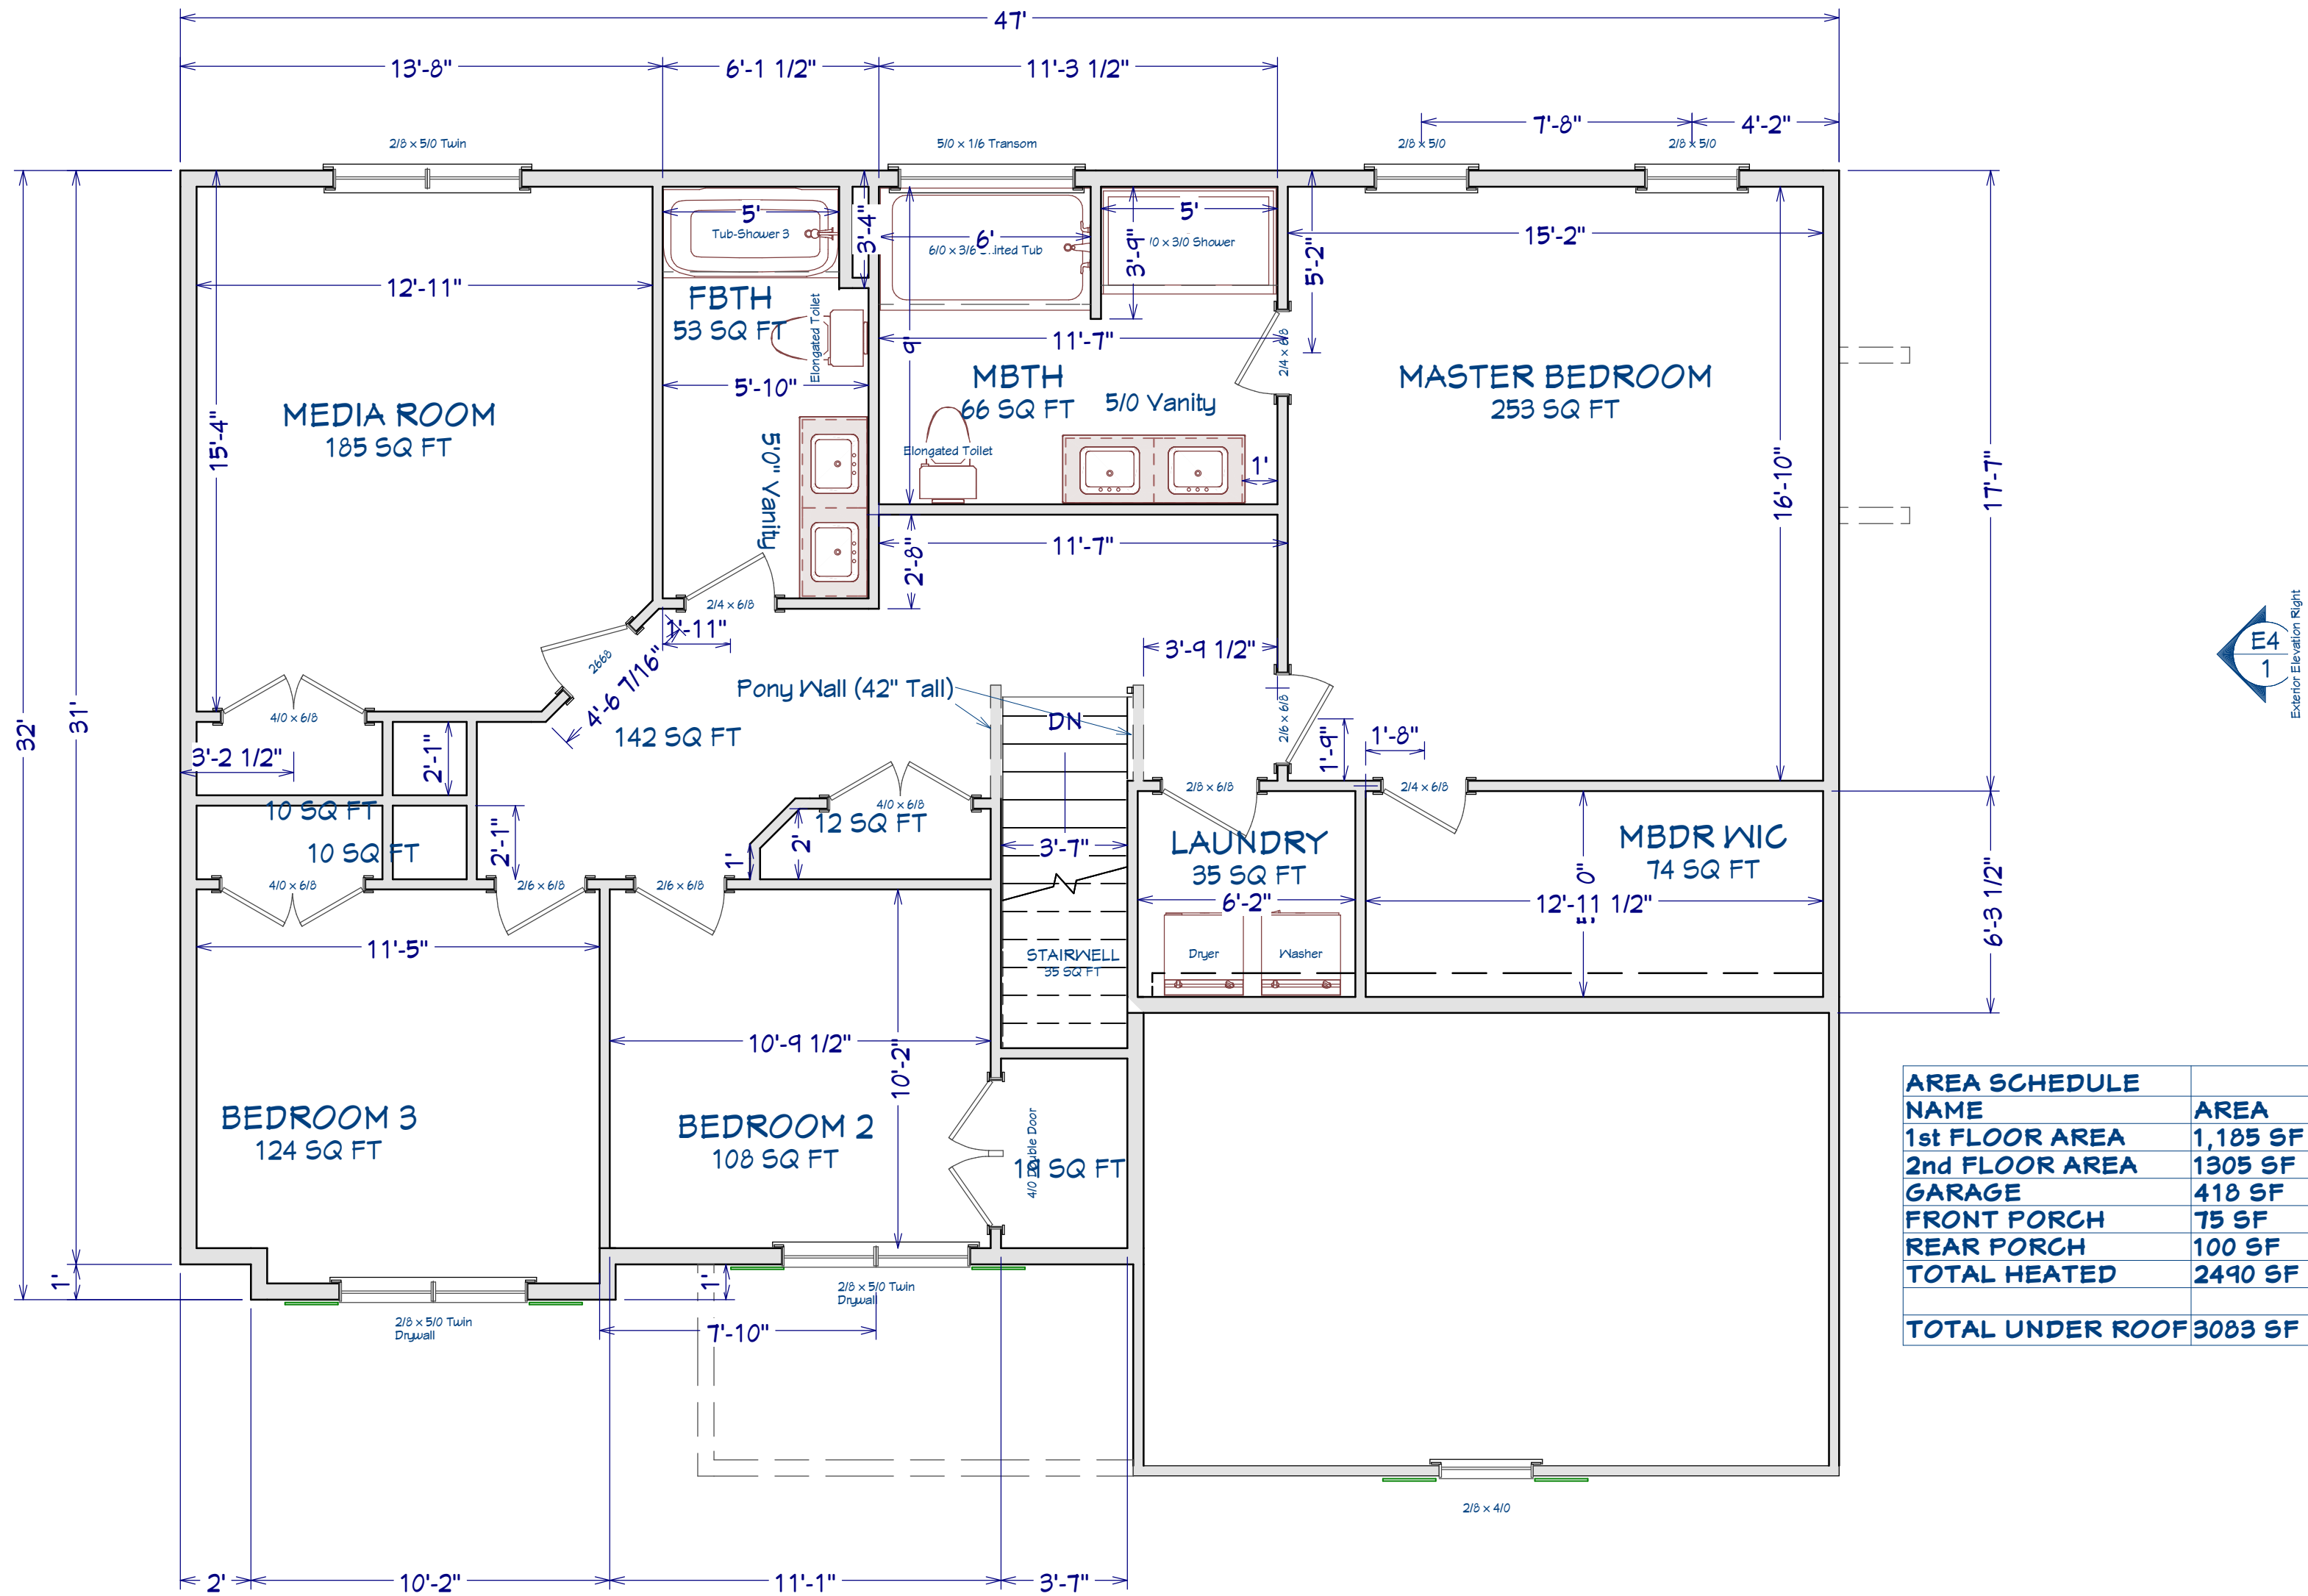 47'
13'-8"
6'-1 1/2"
11'-3 1/2"
7'-8"
4'-2"
2/8 x 5/0 Twin
5/0 x 1/6 Transom
2/8 x 5/0
2/8 x 5/0
5'
Tub-Shower 3
3'-4"
6'
5'
3'-9"
/0 x 3/0 Shower
5'-2"
15'-2"
12'-11"
FBTH
53 SQ FT
Elongated Toilet
11'-7"
9'
2/4 x 6/8
5'-10"
MBTH
66 SQ FT
5/0 Vanity
MASTER BEDROOM
253 SQ FT
MEDIA ROOM
185 SQ FT
15'-4"
5'0" Vanity
Elongated Toilet
1'
16'-10"
17'-7"
11'-7"
2'-8"
2/4 x 6/8
1'-11"
2668
4'-6 7/16"
3'-9 1/2"
E4
1
Exterior Elevation Right
Pony Wall (42" Tall)
DN
142 SQ FT
2/6 x 6/8
1'-9"
1'-8"
32'
31'
4/0 x 6/8
3'-2 1/2"
2'-1"
2/8 x 6/8
2/4 x 6/8
10 SQ FT
4/0 x 6/8
12 SQ FT
10 SQ FT
2'-1"
1'
2'
3'-7"
LAUNDRY
35 SQ FT
6'-2"
MBDR WIC
74 SQ FT
12'-11 1/2"
6'-3 1/2"
4/0 x 6/8
2/6 x 6/8
2/6 x 6/8
11'-5"
STAIRWELL
35 SQ FT
Dryer
Washer
10'-9 1/2"
10'-2"
BEDROOM 3
124 SQ FT
BEDROOM 2
108 SQ FT
4/0 Double Door
SQ FT
AREA SCHEDULE
NAME AREA
1st FLOOR AREA 1,185 SF
2nd FLOOR AREA 1305 SF
GARAGE 418 SF
FRONT PORCH 75 SF
REAR PORCH 100 SF
TOTAL HEATED 2490 SF
TOTAL UNDER ROOF 3083 SF
1'
1'
2/8 x 5/0 Twin
Drywall
2/8 x 5/0 Twin
Drywall
7'-10"
2/8 x 4/0
2'
10'-2"
11'-1"
3'-7"